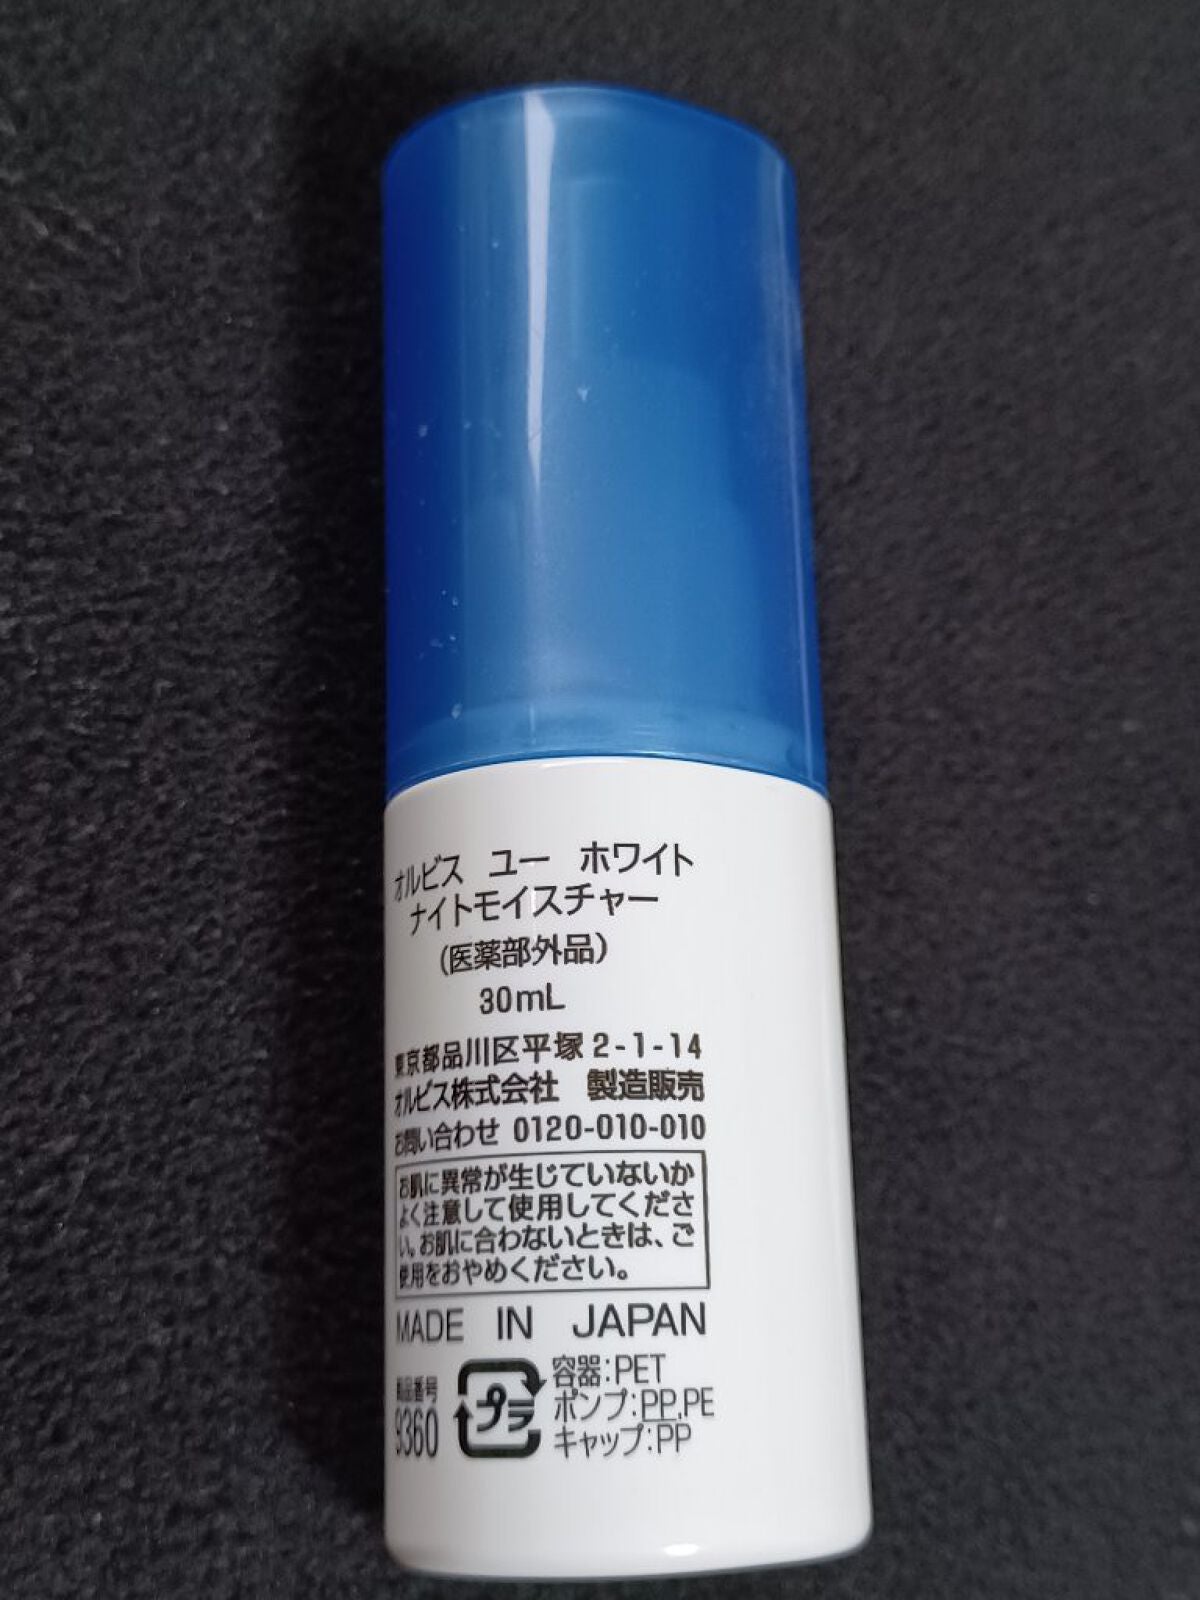 オルビス ユー ホワイト
ナイトモイスチャー
(医薬部外品)
30mL
東京都品川区平塚2-1-14
オルビス株式会社 製造販売
お問い合わせ 0120-010-010
お肌に異常が生じていないか
よく注意して使用してくださ
い。お肌に合わないときは、ご
使用をおやめください。
MADE IN JAPAN
製品番号
9360
プラ
容器:PET
ポンプ:PP,PE
キャップ:PP